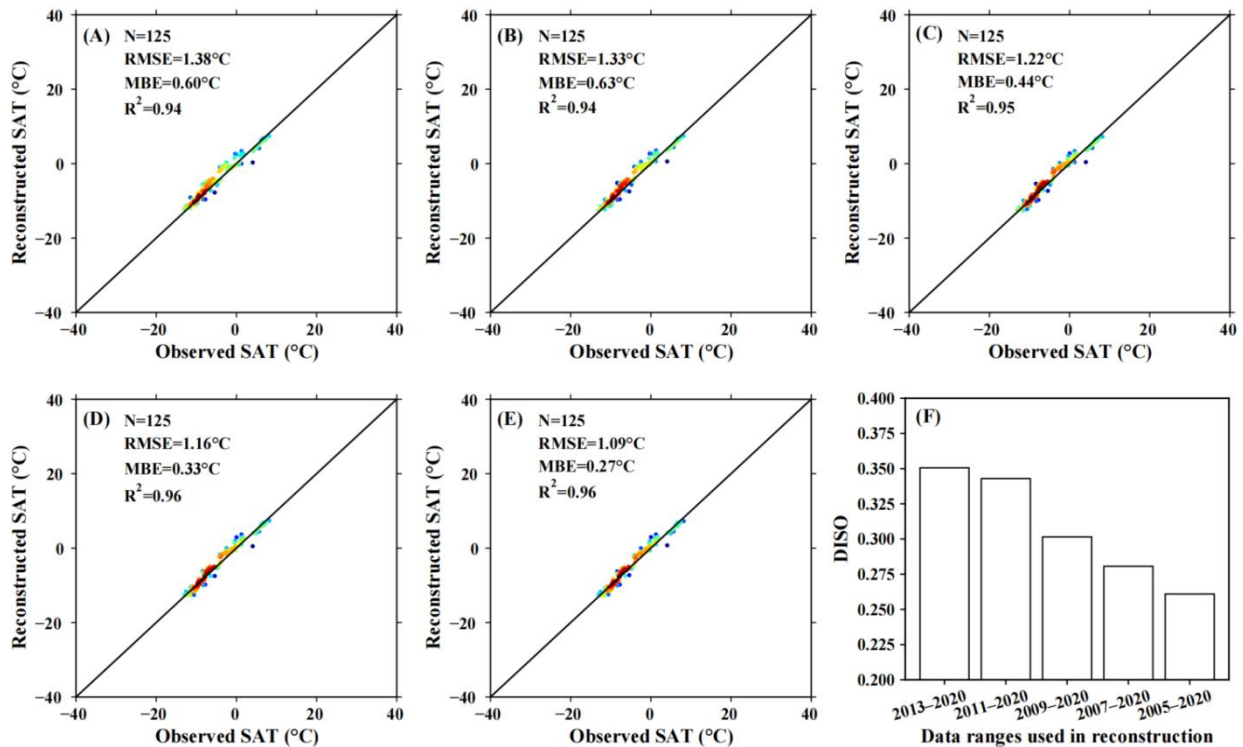 (A)
N=125
RMSE=1.38°C
MBE=0.60°C
R²=0.94
40
20
0
−20
−40
Reconstructed SAT (°C)
−40 −20 0 20 40
Observed SAT (°C)
(B)
N=125
RMSE=1.33°C
MBE=0.63°C
R²=0.94
40
20
0
−20
−40
Reconstructed SAT (°C)
−40 −20 0 20 40
Observed SAT (°C)
(C)
N=125
RMSE=1.22°C
MBE=0.44°C
R²=0.95
40
20
0
−20
−40
Reconstructed SAT (°C)
−40 −20 0 20 40
Observed SAT (°C)
(D)
N=125
RMSE=1.16°C
MBE=0.33°C
R²=0.96
40
20
0
−20
−40
Reconstructed SAT (°C)
−40 −20 0 20 40
Observed SAT (°C)
(E)
N=125
RMSE=1.09°C
MBE=0.27°C
R²=0.96
40
20
0
−20
−40
Reconstructed SAT (°C)
−40 −20 0 20 40
Observed SAT (°C)
(F)
0.400
0.375
0.350
0.325
0.300
0.275
0.250
0.225
0.200
DISO
2013–2020 2011–2020 2009–2020 2007–2020 2005–2020
Data ranges used in reconstruction